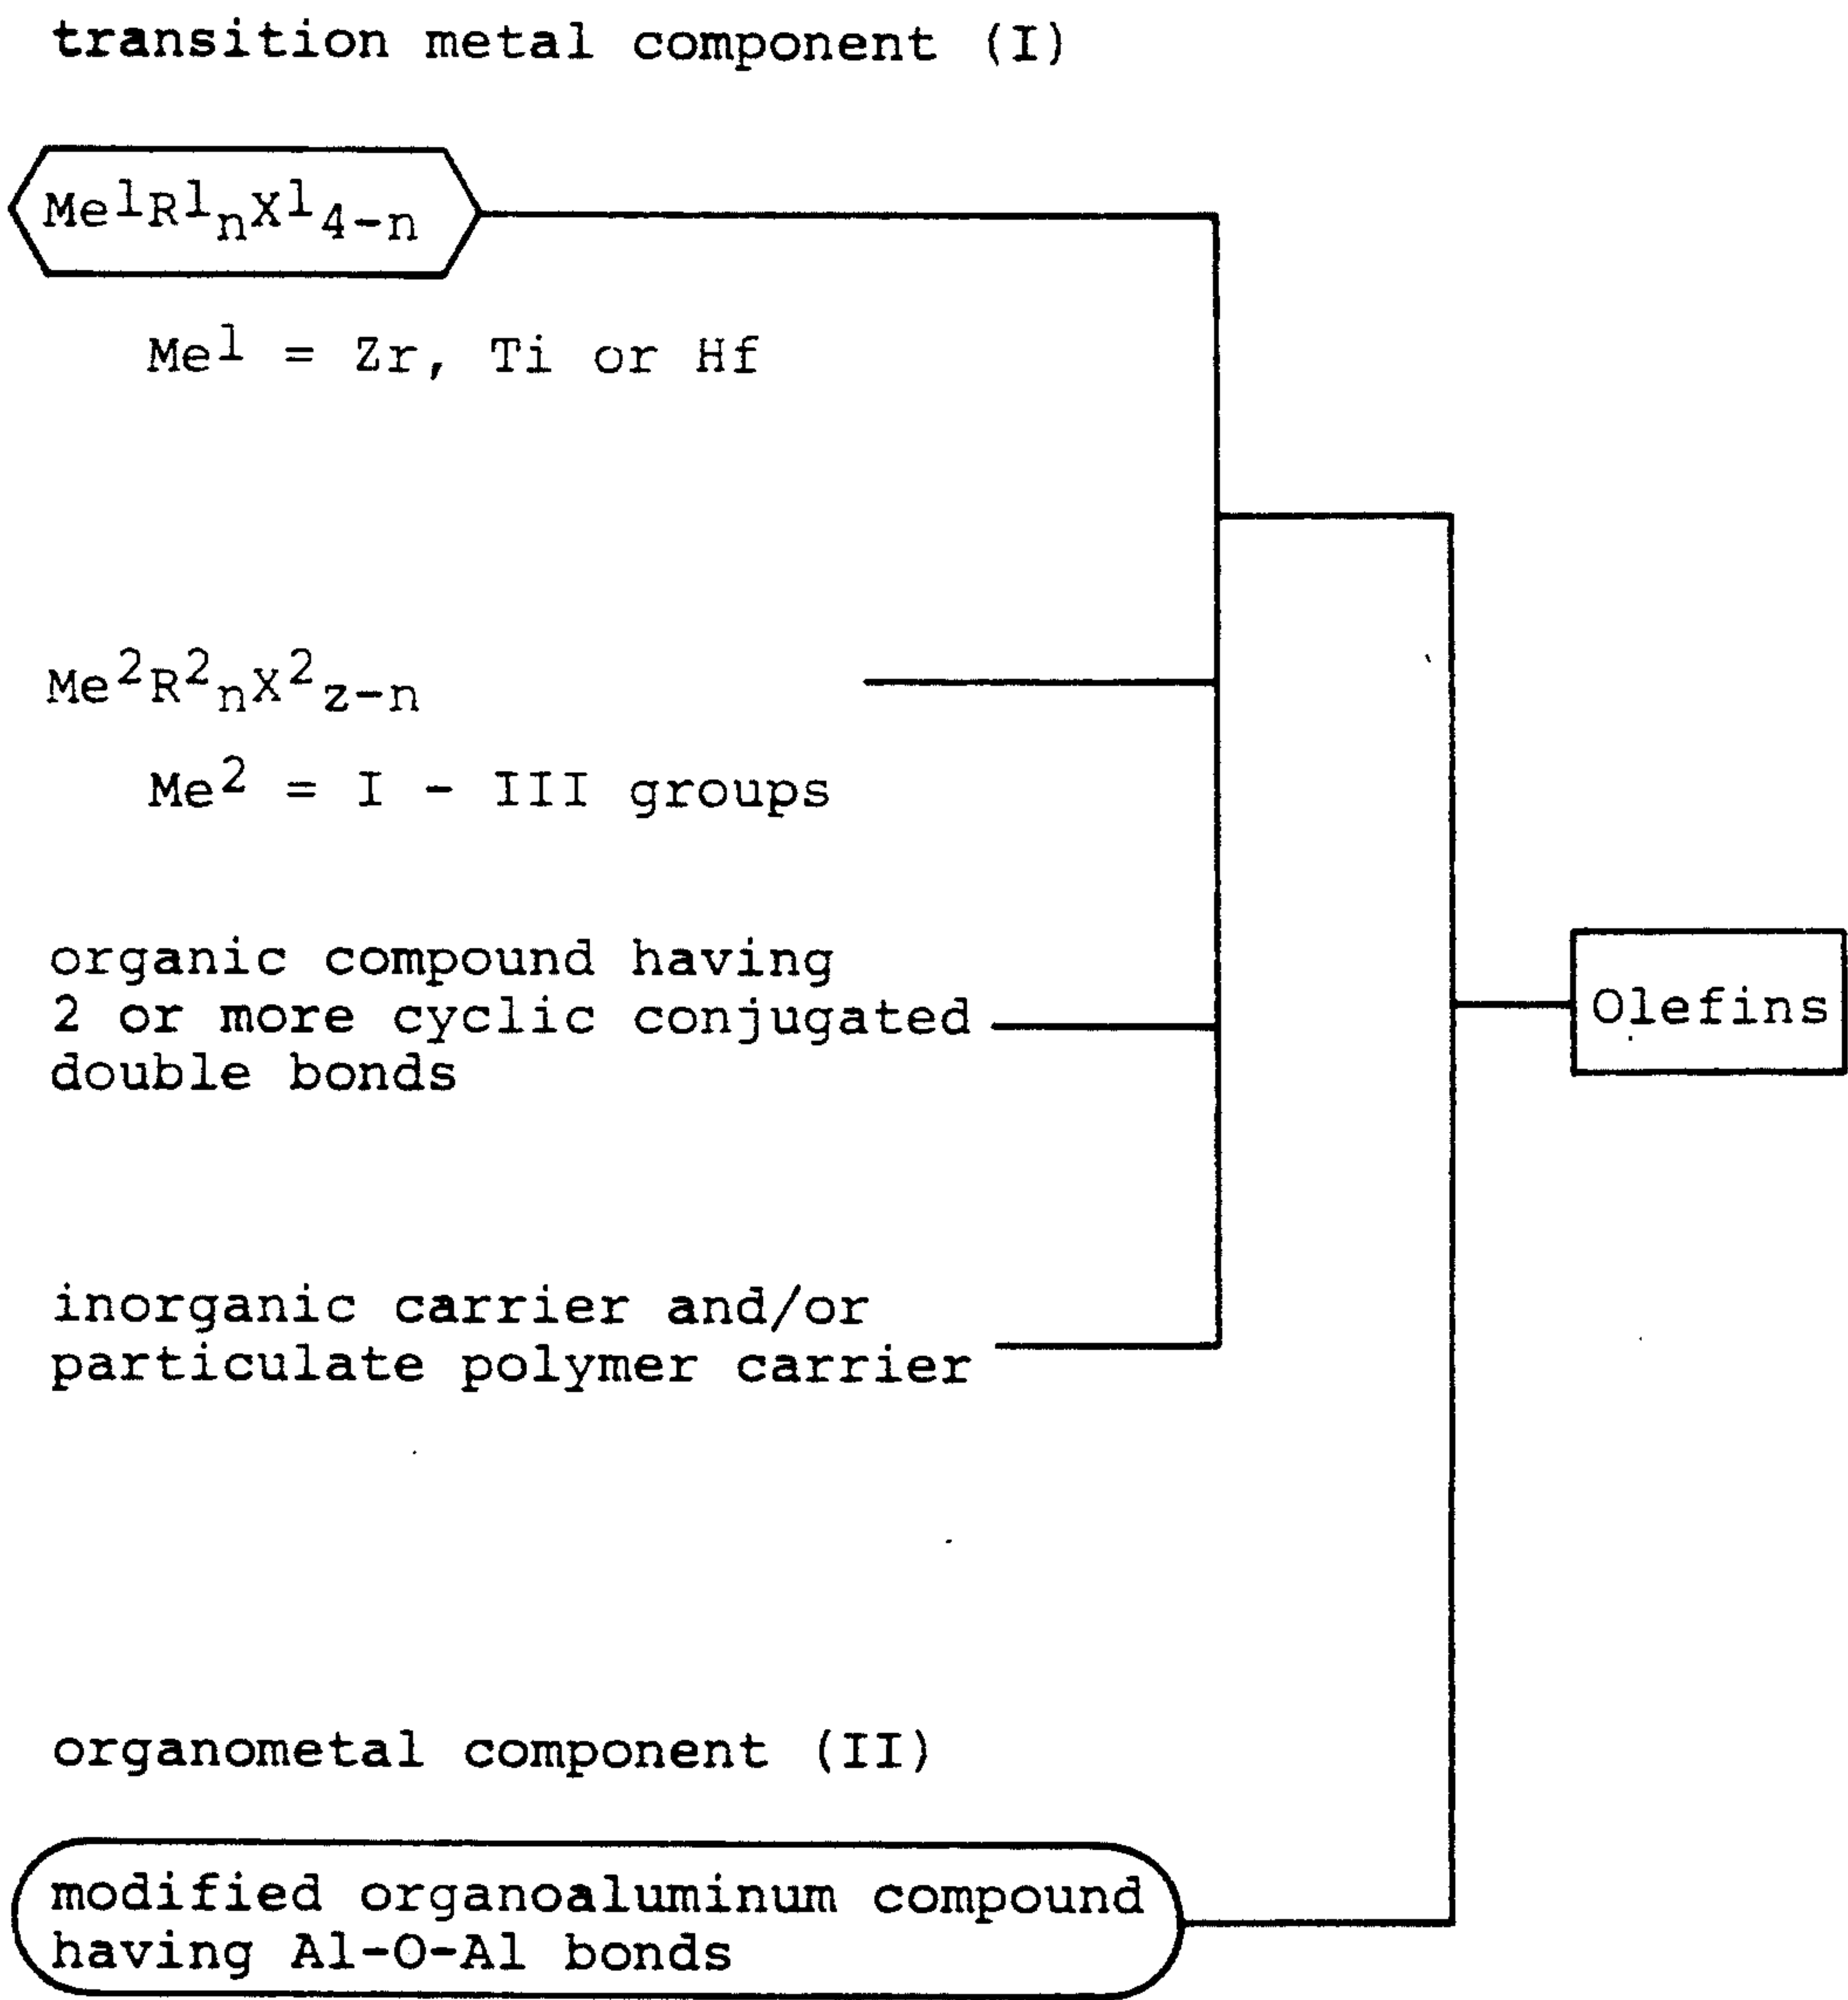 transition metal component (I)
Me¹R¹ₙX¹₄₋ₙ
Me¹ = Zr, Ti or Hf
Me²R²ₙX²z₋ₙ
Me² = I - III groups
organic compound having
2 or more cyclic conjugated
double bonds
Olefins
inorganic carrier and/or
particulate polymer carrier
organometal component (II)
modified organoaluminum compound
having Al-O-Al bonds